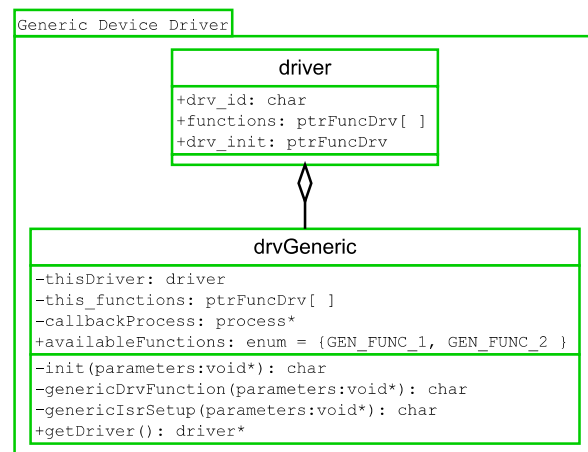 Generic Device Driver
driver
+drv_id: char
+functions: ptrFuncDrv[ ]
+drv_init: ptrFuncDrv
drvGeneric
-thisDriver: driver
-this_functions: ptrFuncDrv[ ]
-callbackProcess: process*
+availableFunctions: enum = {GEN_FUNC_1, GEN_FUNC_2 }
-init(parameters:void*): char
-genericDrvFunction(parameters:void*): char
-genericIsrSetup(parameters:void*): char
+getDriver(): driver*